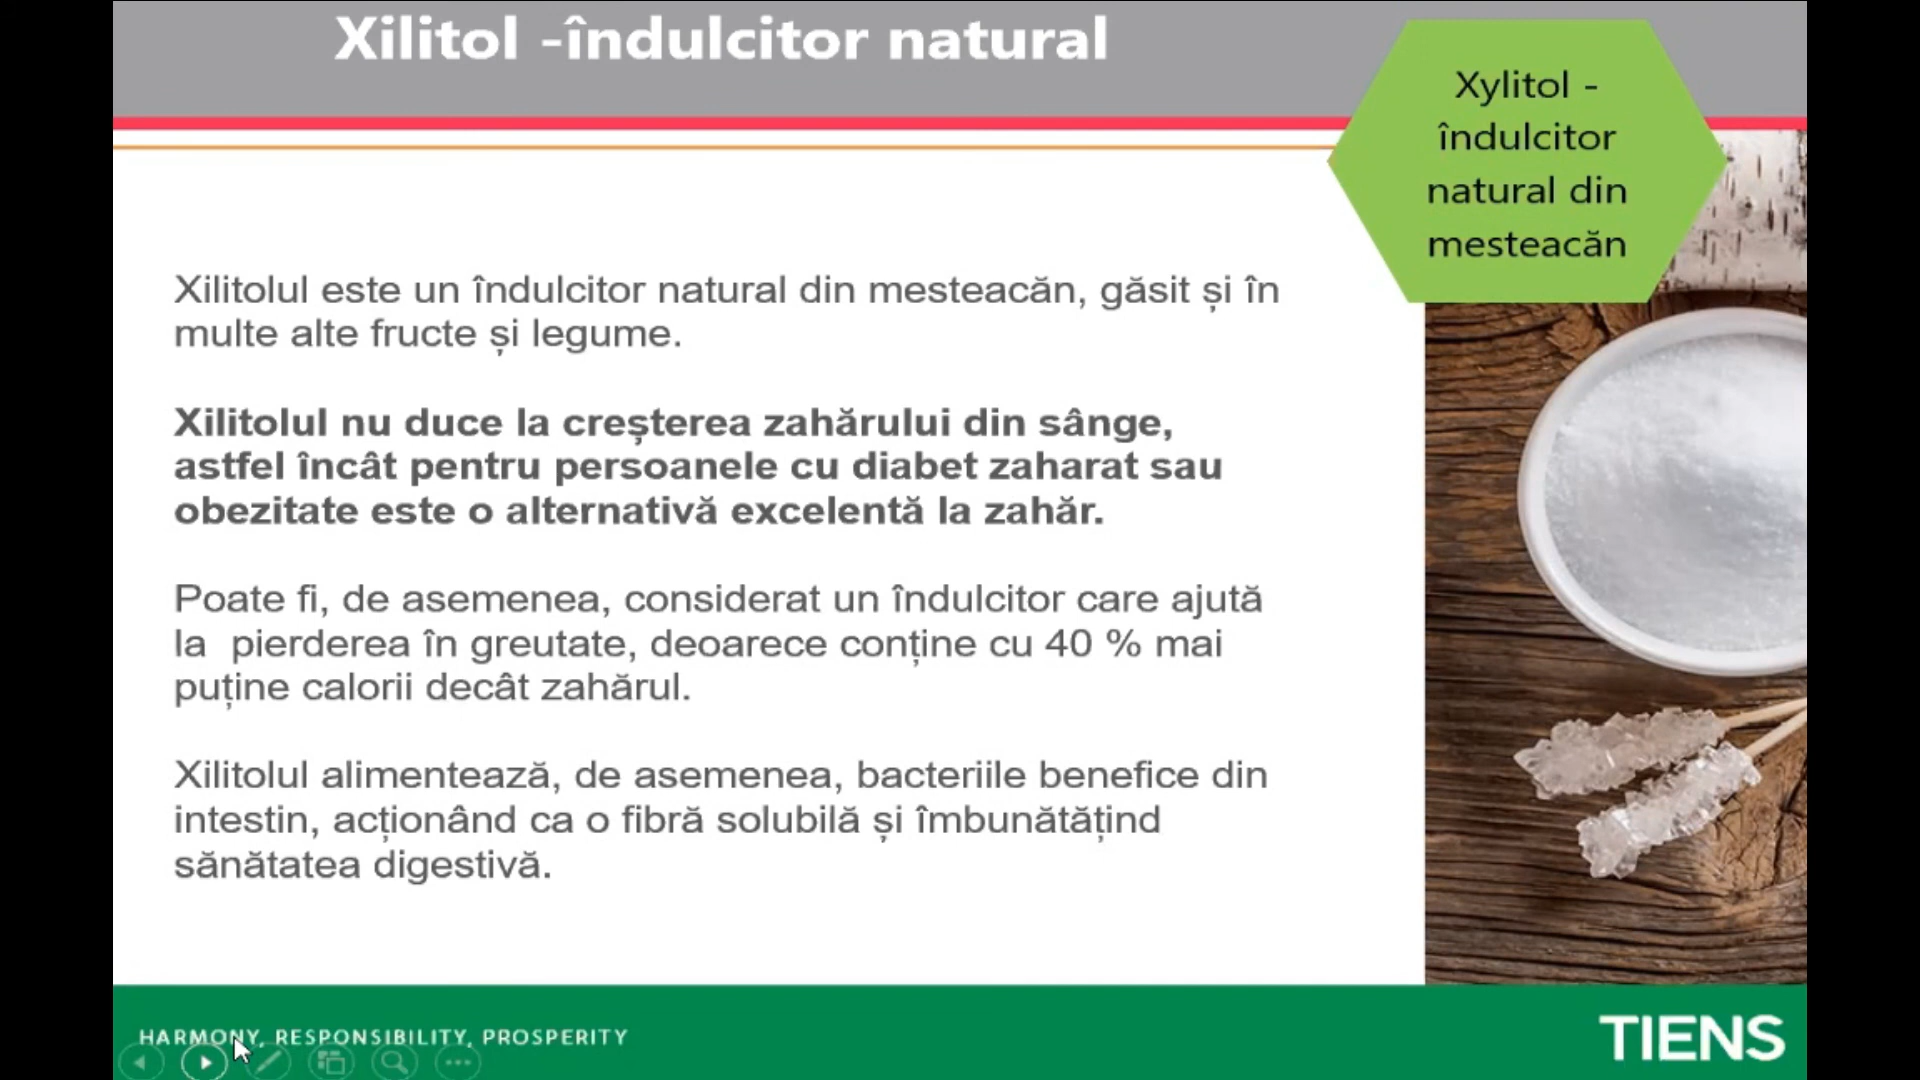 Xilitol -îndulcitor natural
Xylitol -
îndulcitor
natural din
mesteacăn
Xilitolul este un îndulcitor natural din mesteacăn, găsit și în
multe alte fructe și legume.
Xilitolul nu duce la creșterea zahărului din sânge,
astfel încât pentru persoanele cu diabet zaharat sau
obezitate este o alternativă excelentă la zahăr.
Poate fi, de asemenea, considerat un îndulcitor care ajută
la  pierderea în greutate, deoarece conține cu 40 % mai
puține calorii decât zahărul.
Xilitolul alimentează, de asemenea, bacteriile benefice din
intestin, acționând ca o fibră solubilă și îmbunătățind
sănătatea digestivă.
HARMONY, RESPONSIBILITY, PROSPERITY
TIENS